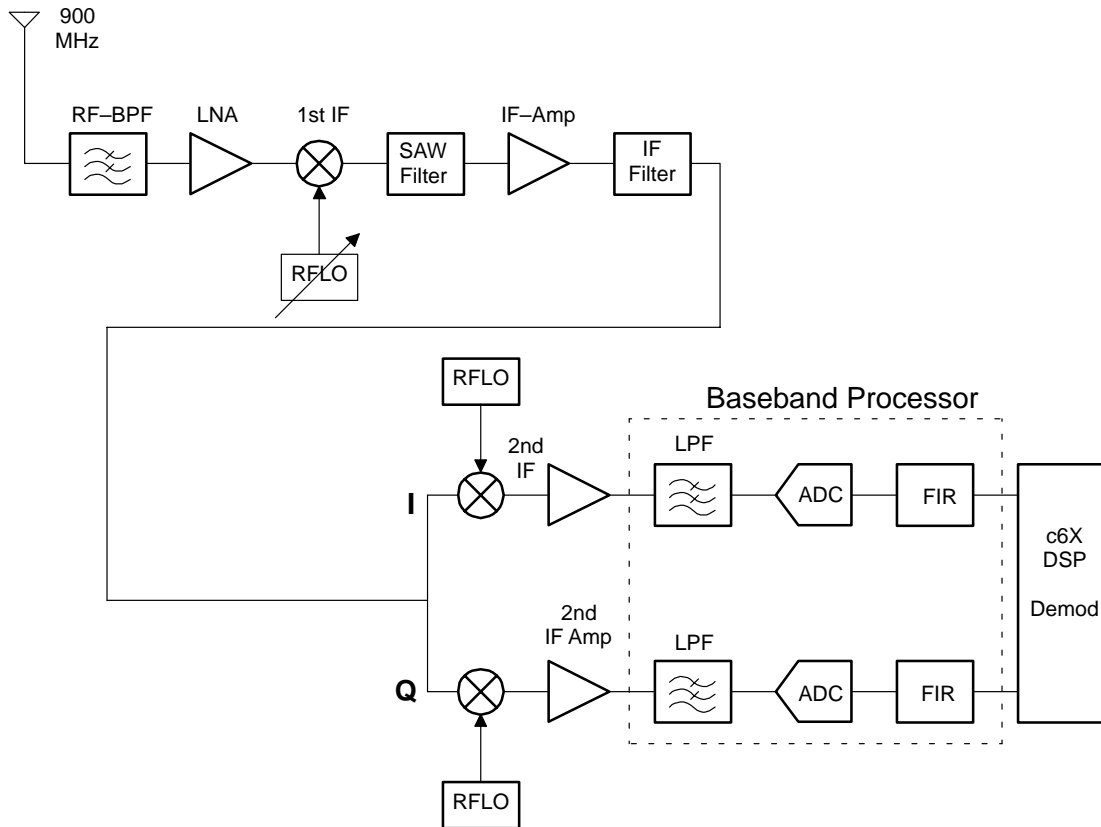 900
MHz
RF–BPF
LNA
1st IF
IF–Amp
SAW
Filter
IF
Filter
RFLO
RFLO
Baseband Processor
2nd
IF
LPF
I
ADC
FIR
c6X
DSP
Demod
2nd
IF Amp
LPF
Q
ADC
FIR
RFLO